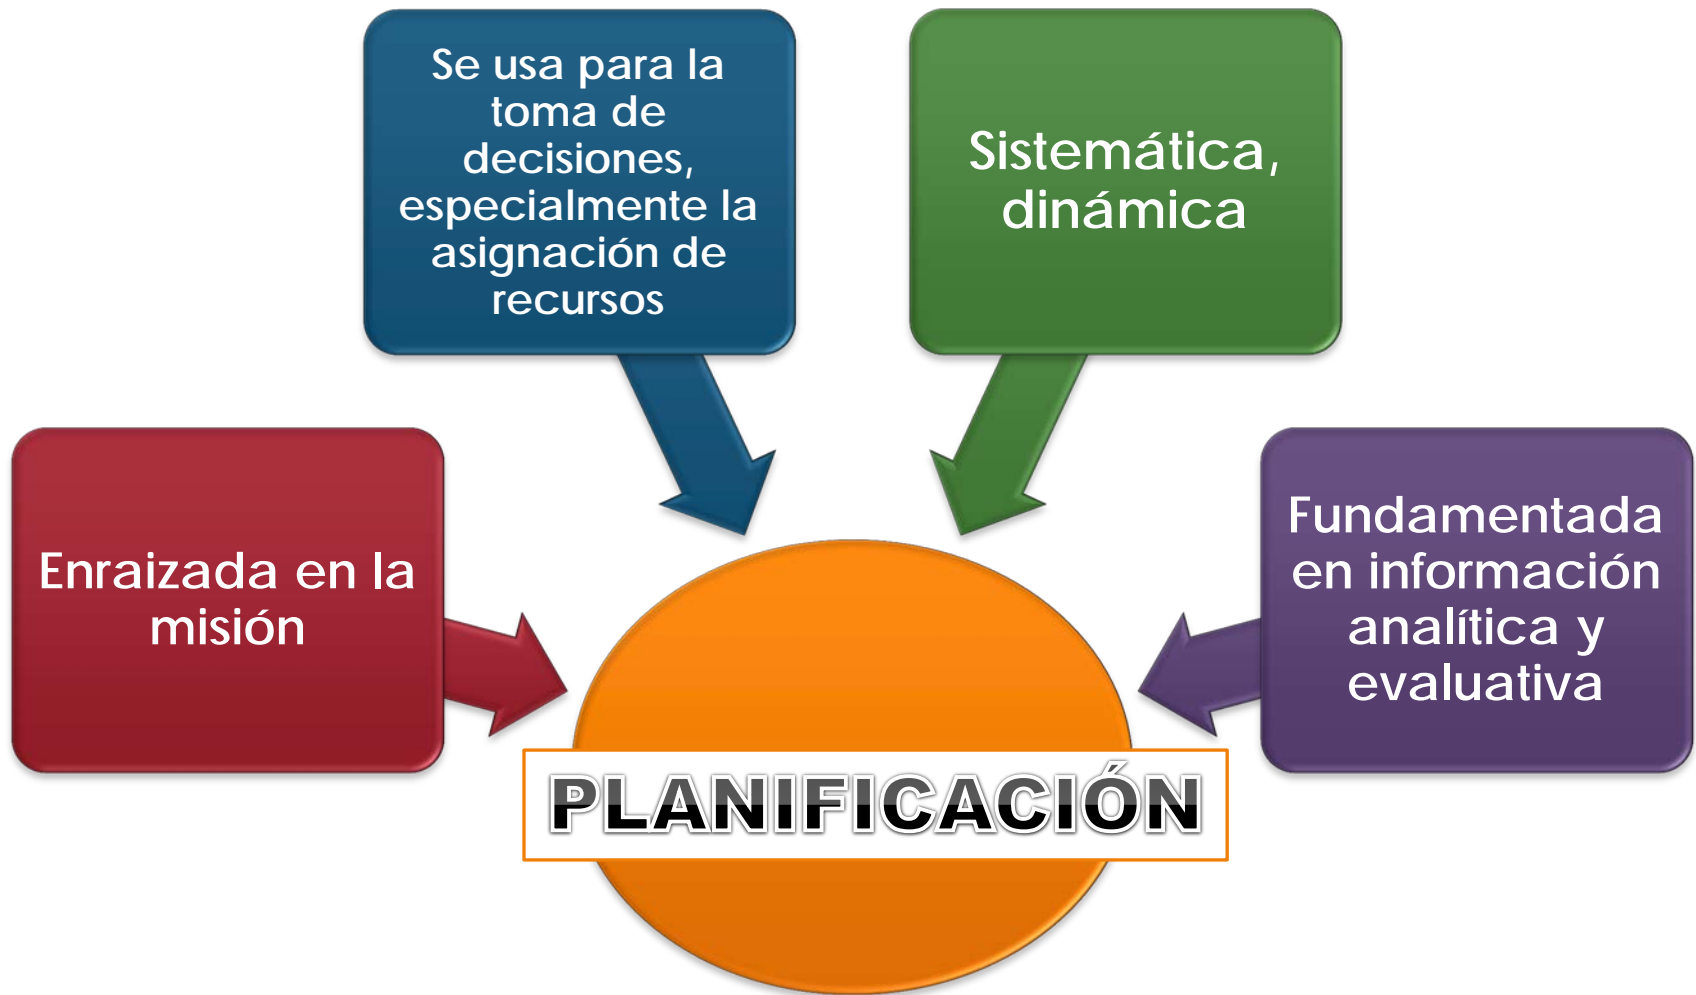 Se usa para la
toma de
decisiones,
especialmente la
asignación de
recursos
Sistemática,
dinámica
Enraizada en la
misión
Fundamentada
en información
analítica y
evaluativa
PLANIFICACIÓN